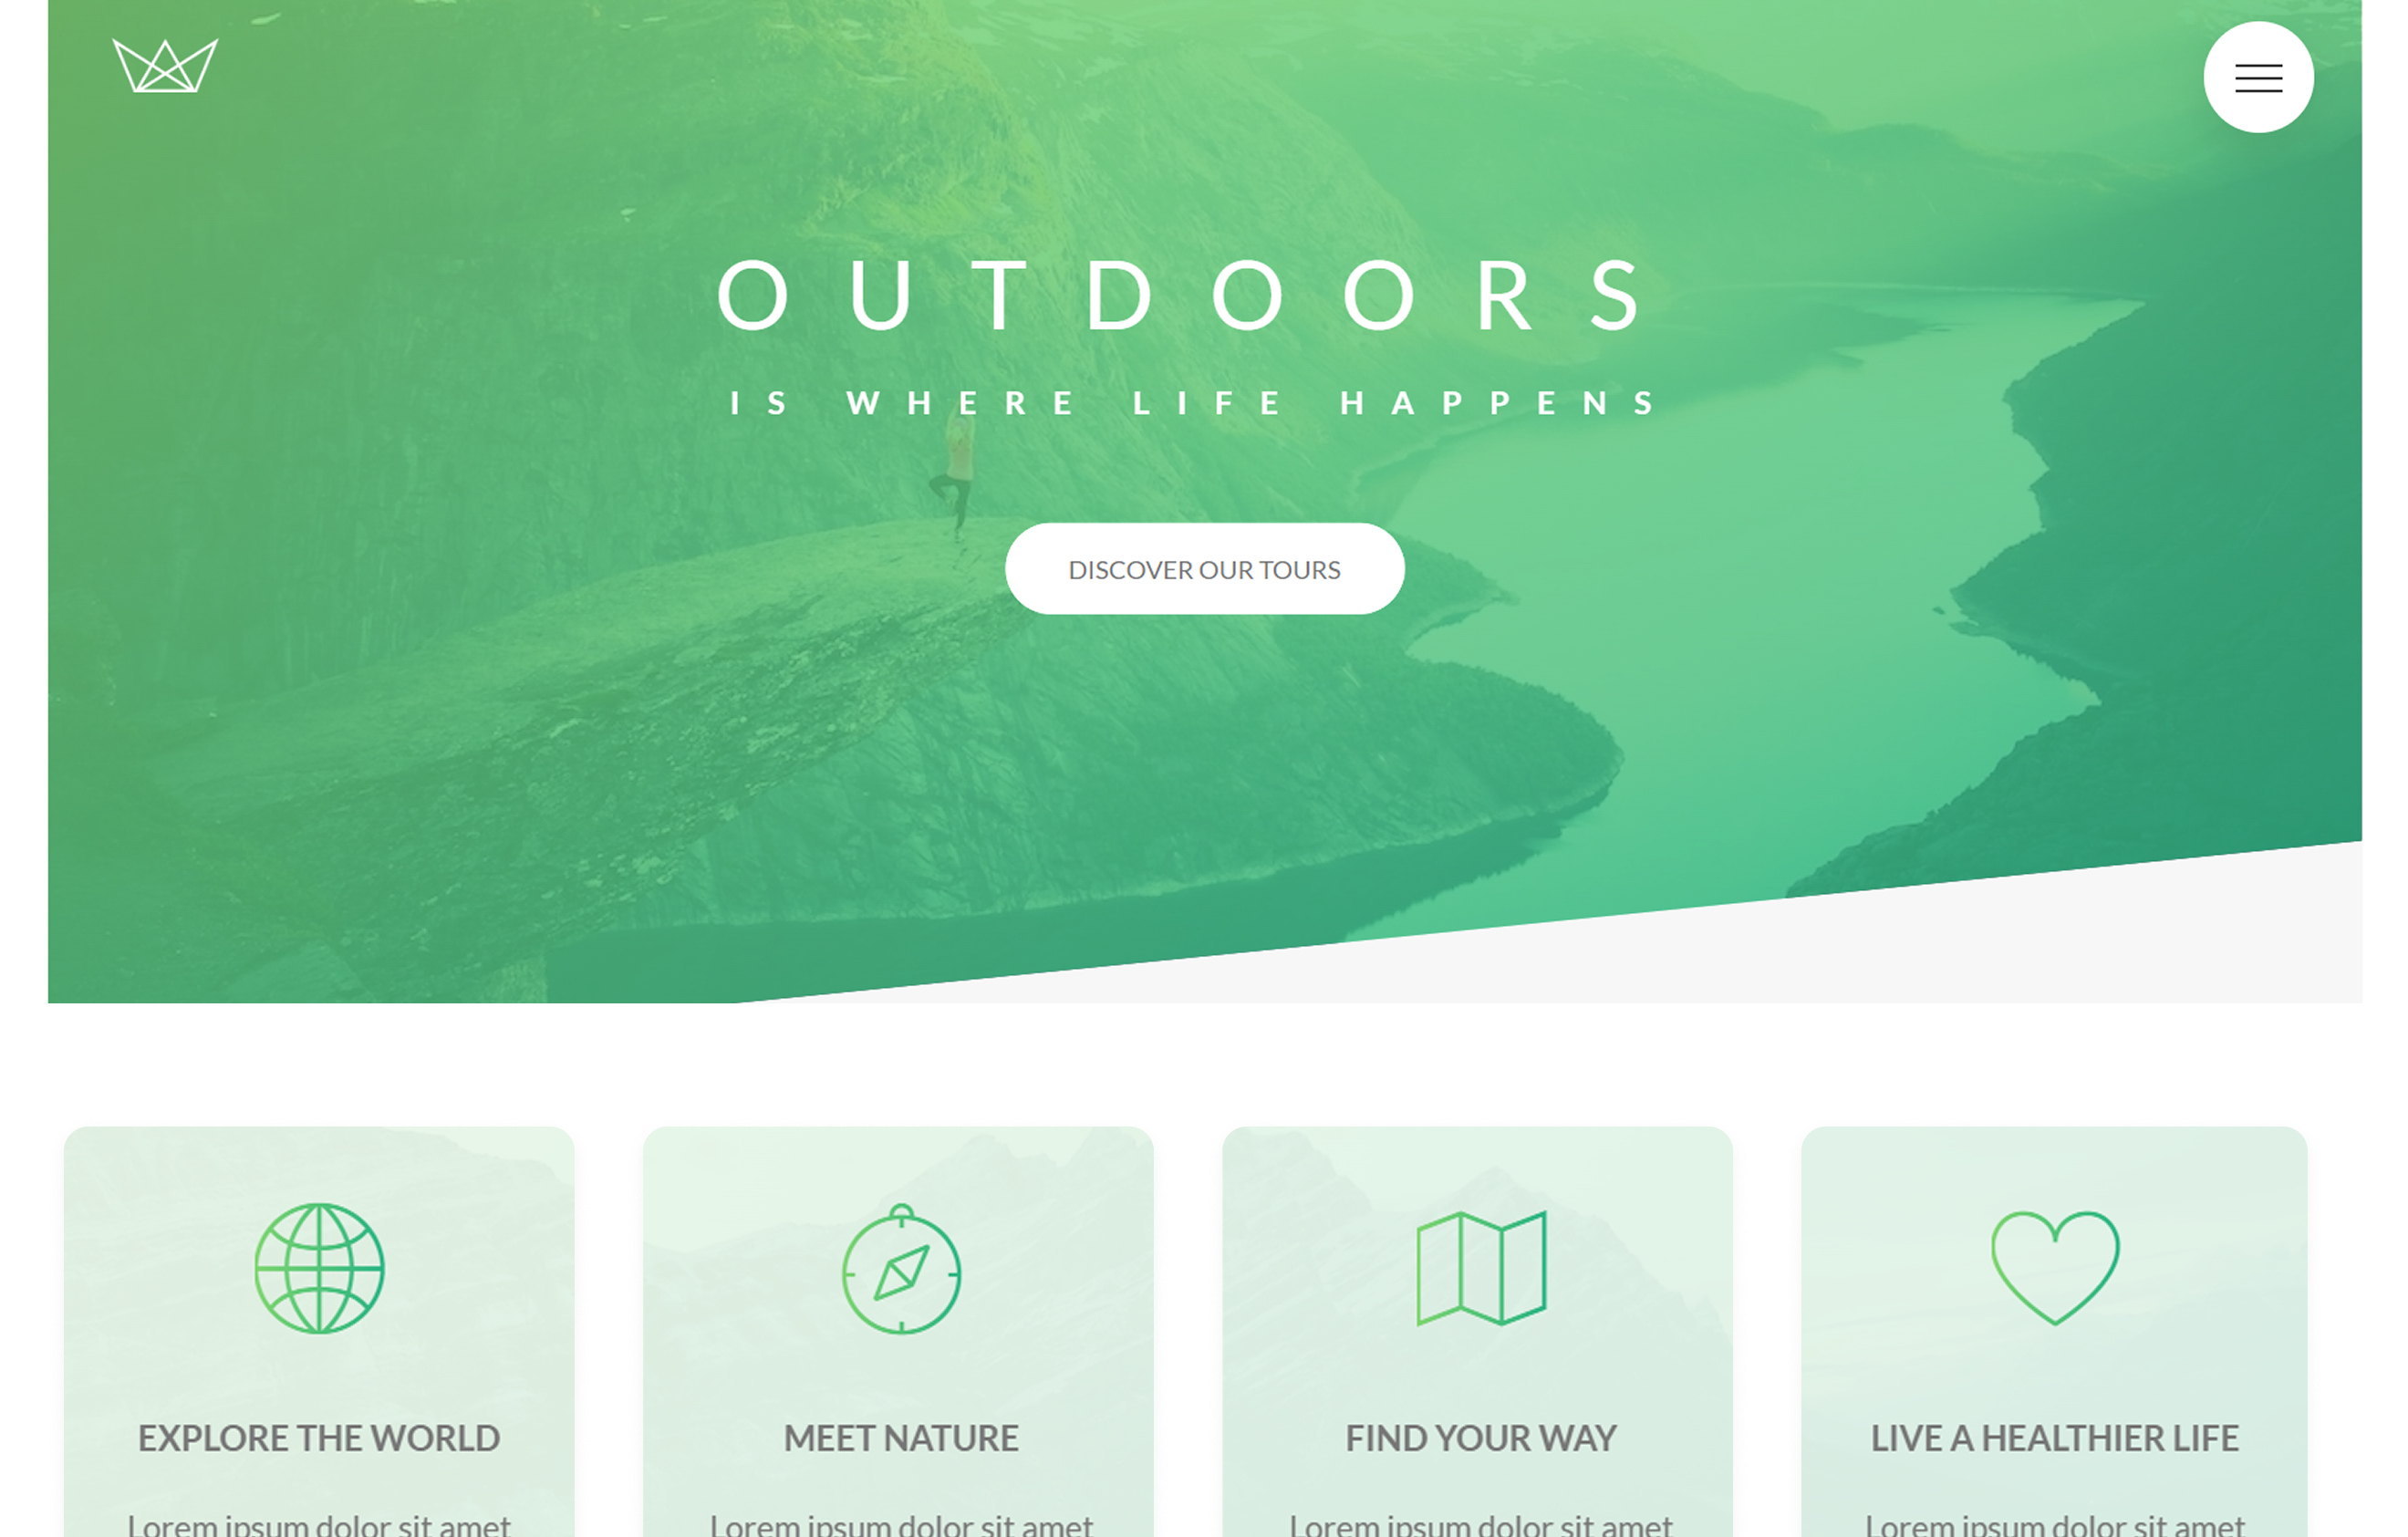 OUTDOORS
IS WHERE LIFE HAPPENS
DISCOVER OUR TOURS
EXPLORE THE WORLD
Lorem ipsum dolor sit amet
MEET NATURE
Lorem ipsum dolor sit amet
FIND YOUR WAY
Lorem ipsum dolor sit amet
LIVE A HEALTHIER LIFE
Lorem ipsum dolor sit amet